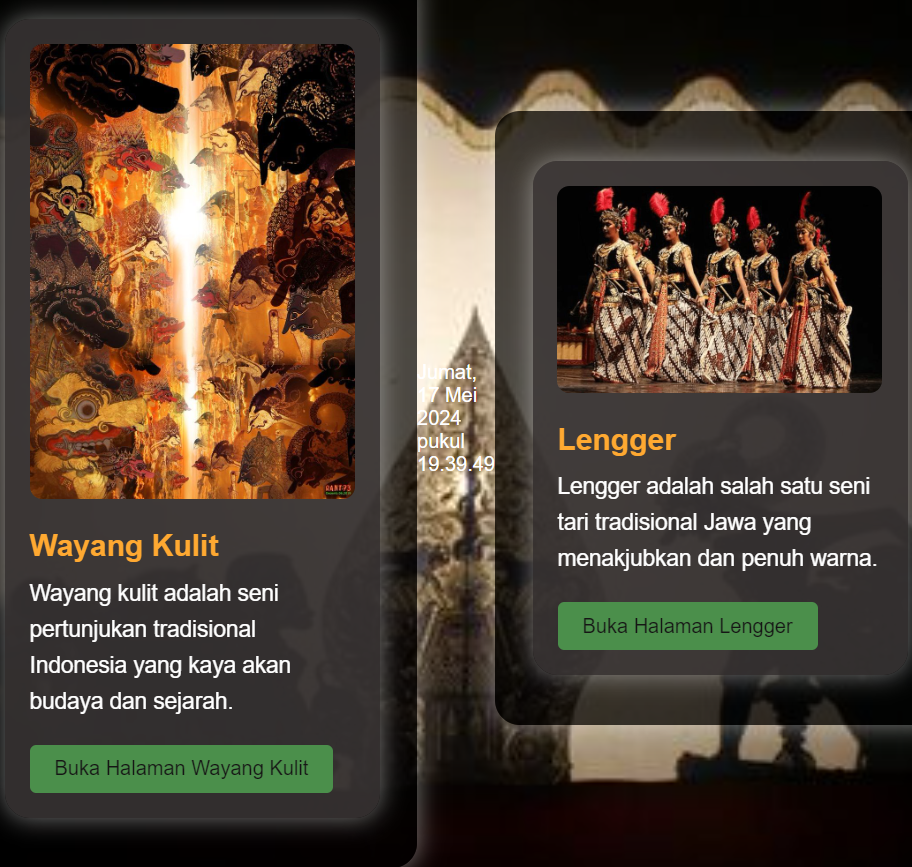 Wayang Kulit
Wayang kulit adalah seni
pertunjukan tradisional
Indonesia yang kaya akan
budaya dan sejarah.
Buka Halaman Wayang Kulit
Jumat,
17 Mei
2024
pukul
19.39.49
Lengger
Lengger adalah salah satu seni
tari tradisional Jawa yang
menakjubkan dan penuh warna.
Buka Halaman Lengger